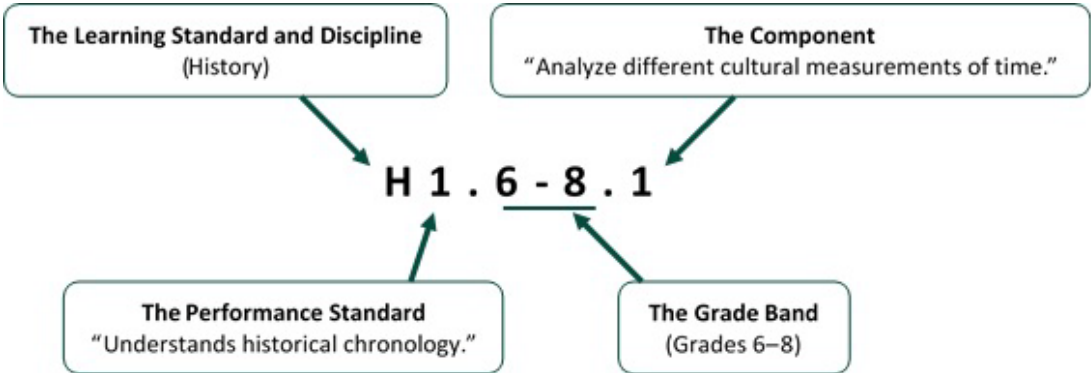 The Learning Standard and Discipline
(History)
The Component
“Analyze different cultural measurements of time.”
H1.6-8.1
The Performance Standard
“Understands historical chronology.”
The Grade Band
(Grades 6–8)